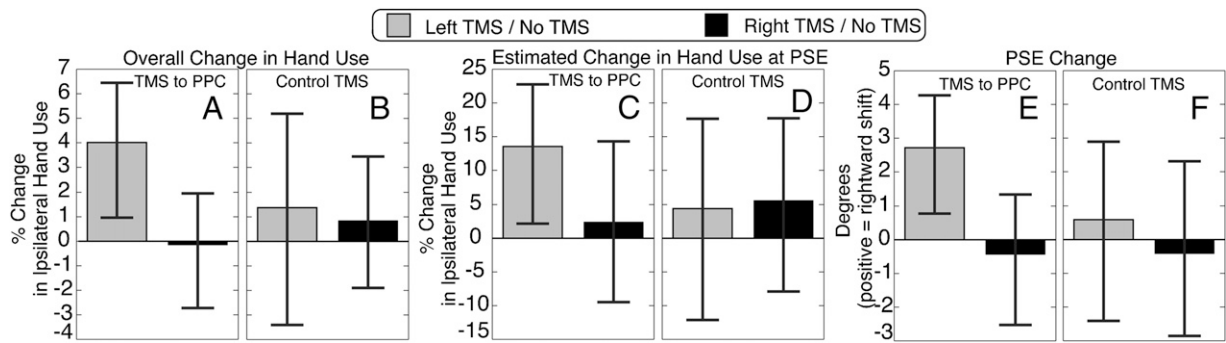 Left TMS / No TMS
Right TMS / No TMS
Overall Change in Hand Use
% Change
in Ipsilateral Hand Use
7
6
5
4
3
2
1
0
-1
-2
-3
-4
TMS to PPC
A
Control TMS
B
Estimated Change in Hand Use at PSE
% Change
in Ipsilateral Hand Use
25
20
15
10
5
0
-5
-10
-15
TMS to PPC
C
Control TMS
D
PSE Change
Degrees
(positive = rightward shift)
5
4
3
2
1
0
-1
-2
-3
TMS to PPC
E
Control TMS
F